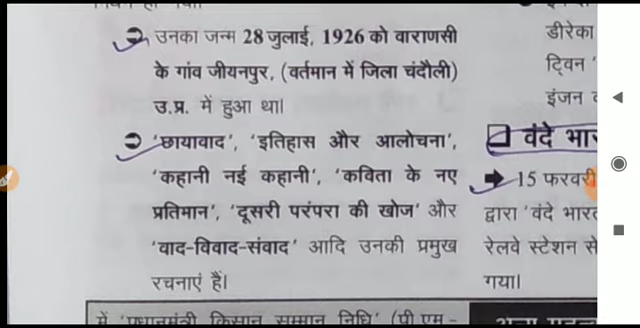 उनका जन्म 28 जुलाई, 1926 को वाराणसी
के गांव जीयनपुर, (वर्तमान में जिला चंदौली)
उ.प्र. में हुआ था।
'छायावाद', 'इतिहास और आलोचना',
'कहानी नई कहानी', 'कविता के नए
प्रतिमान', 'दूसरी परंपरा की खोज' और
'वाद-विवाद-संवाद' आदि उनकी प्रमुख
रचनाएं हैं।
में 'प्रधानमंत्री किसान सम्मान निधि' (पी.एम.-
डीरेका
ट्विन
इंजन
वंदे भार
15 फरवरी
द्वारा 'वंदे भारत
रेलवे स्टेशन से
गया।